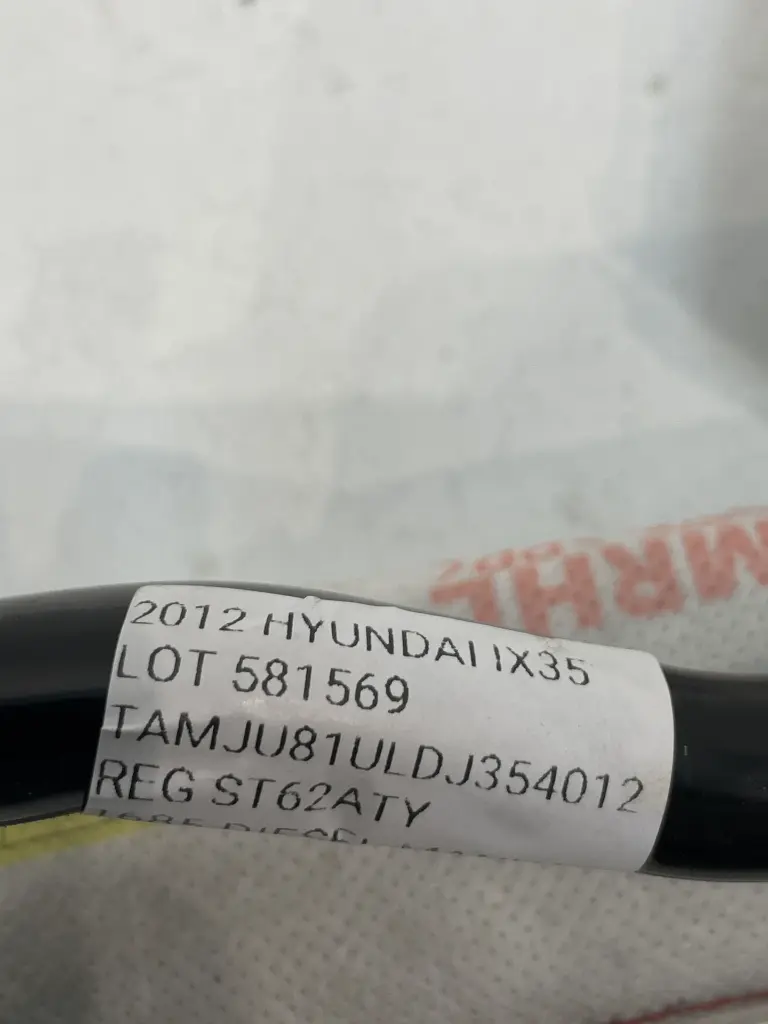 2012 HYUNDAI IX35
LOT 581569
TAMJU81ULDJ354012
REG ST62ATY